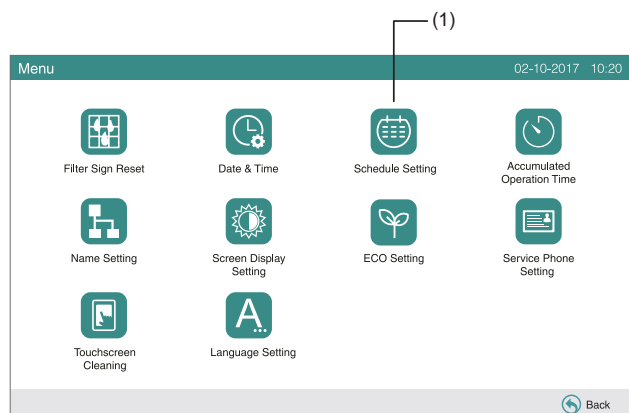 (1)
Menu 02-10-2017 10:20
Filter Sign Reset
Date & Time
Schedule Setting
Accumulated
Operation Time
Name Setting
Screen Display
Setting
ECO Setting
Service Phone
Setting
Touchscreen
Cleaning
A...
Language Setting
Back